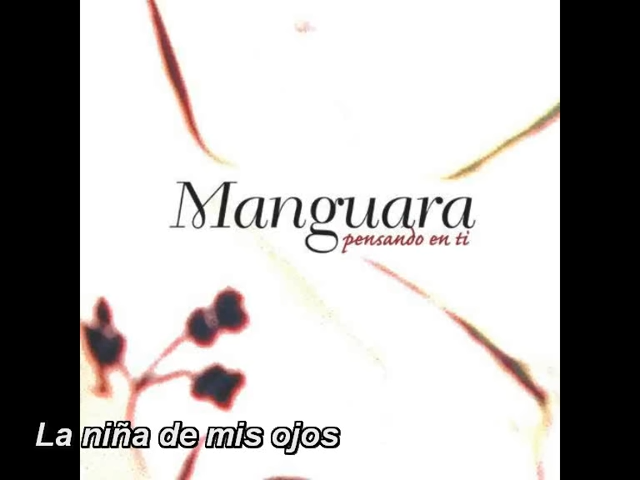 Manguara
pensando en ti
La niña de mis ojos